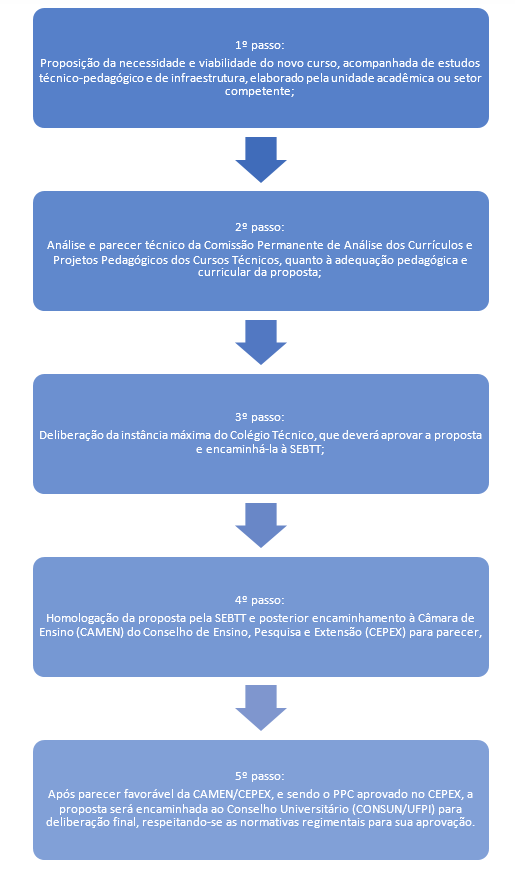 1º passo:
Proposição da necessidade e viabilidade do novo curso, acompanhada de estudos
técnico-pedagógico e de infraestrutura, elaborado pela unidade acadêmica ou setor
competente;
2º passo:
Análise e parecer técnico da Comissão Permanente de Análise dos Currículos e
Projetos Pedagógicos dos Cursos Técnicos, quanto à adequação pedagógica e
curricular da proposta;
3º passo:
Deliberação da instância máxima do Colégio Técnico, que deverá aprovar a proposta
e encaminhá-la à SEBTT;
4º passo:
Homologação da proposta pela SEBTT e posterior encaminhamento à Câmara de
Ensino (CAMEN) do Conselho de Ensino, Pesquisa e Extensão (CEPEX) para parecer,
5º passo:
Após parecer favorável da CAMEN/CEPEX, e sendo o PPC aprovado no CEPEX, a
proposta será encaminhada ao Conselho Universitário (CONSUN/UFPI) para
deliberação final, respeitando-se as normativas regimentais para sua aprovação.